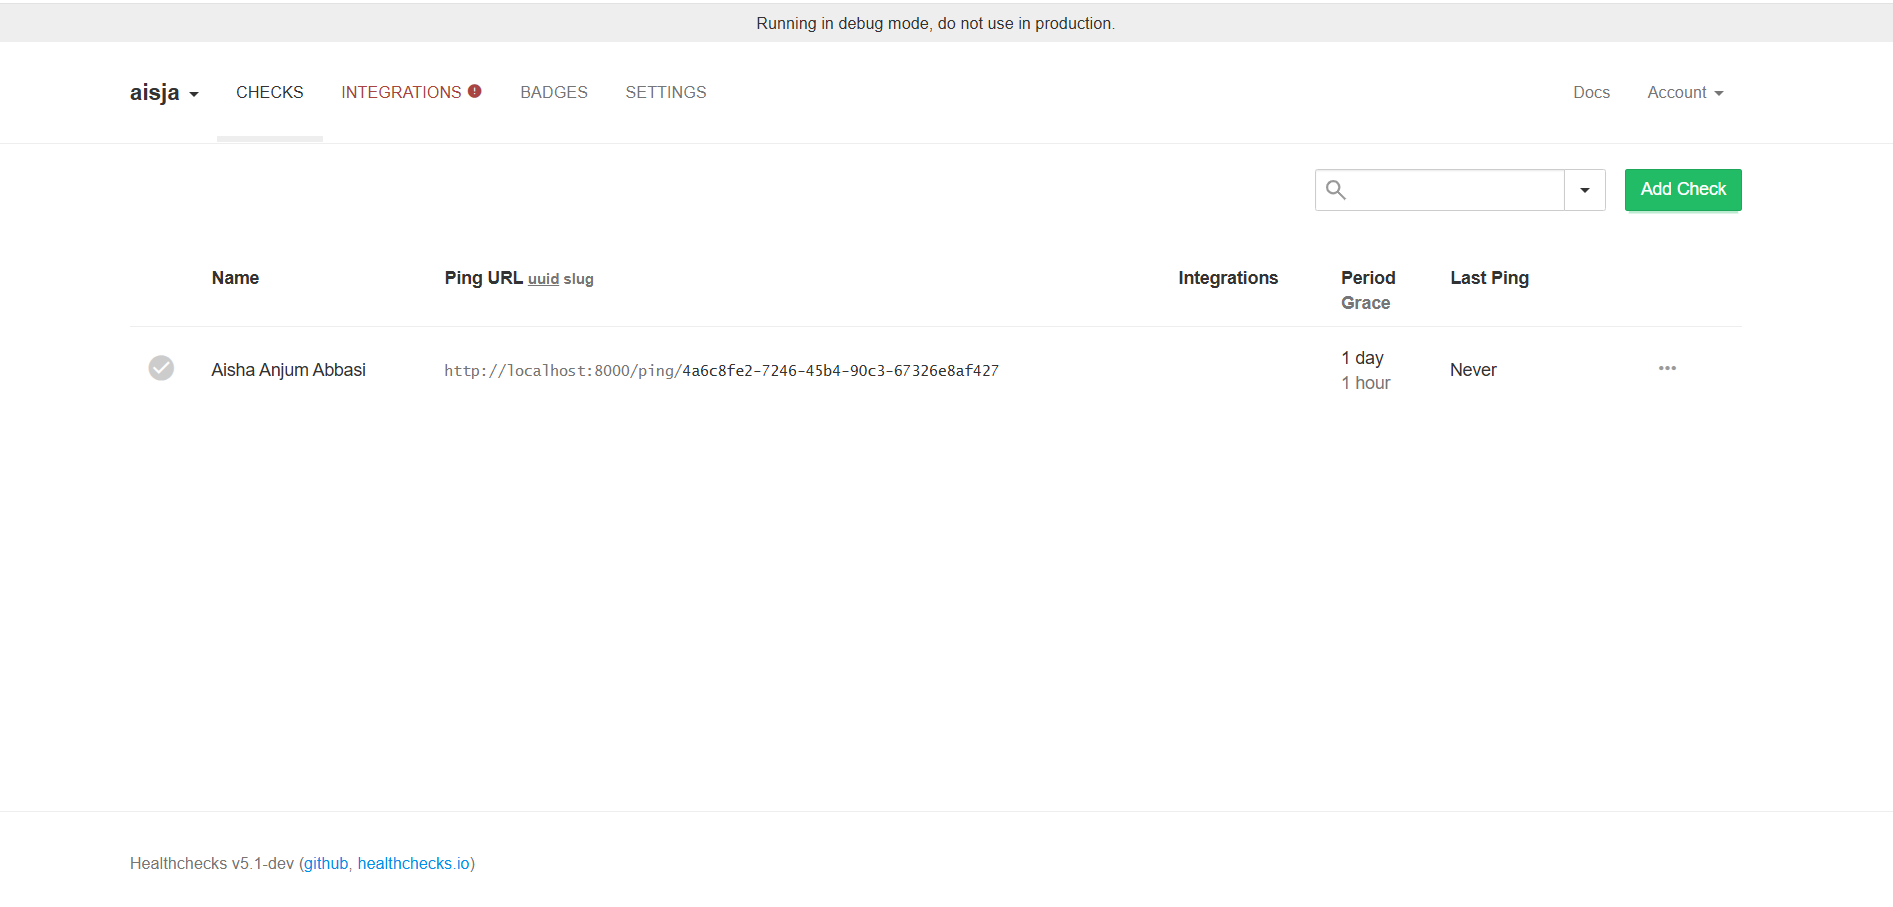 Running in debug mode, do not use in production.
aisja CHECKS INTEGRATIONS BADGES SETTINGS Docs Account
Add Check
Name Ping URL uuid slug Integrations Period Last Ping
Grace
Aisha Anjum Abbasi http://localhost:8000/ping/4a6c8fe2-7246-45b4-90c3-67326e8af427 1 day Never
1 hour
Healthchecks v5.1-dev (github, healthchecks.io)